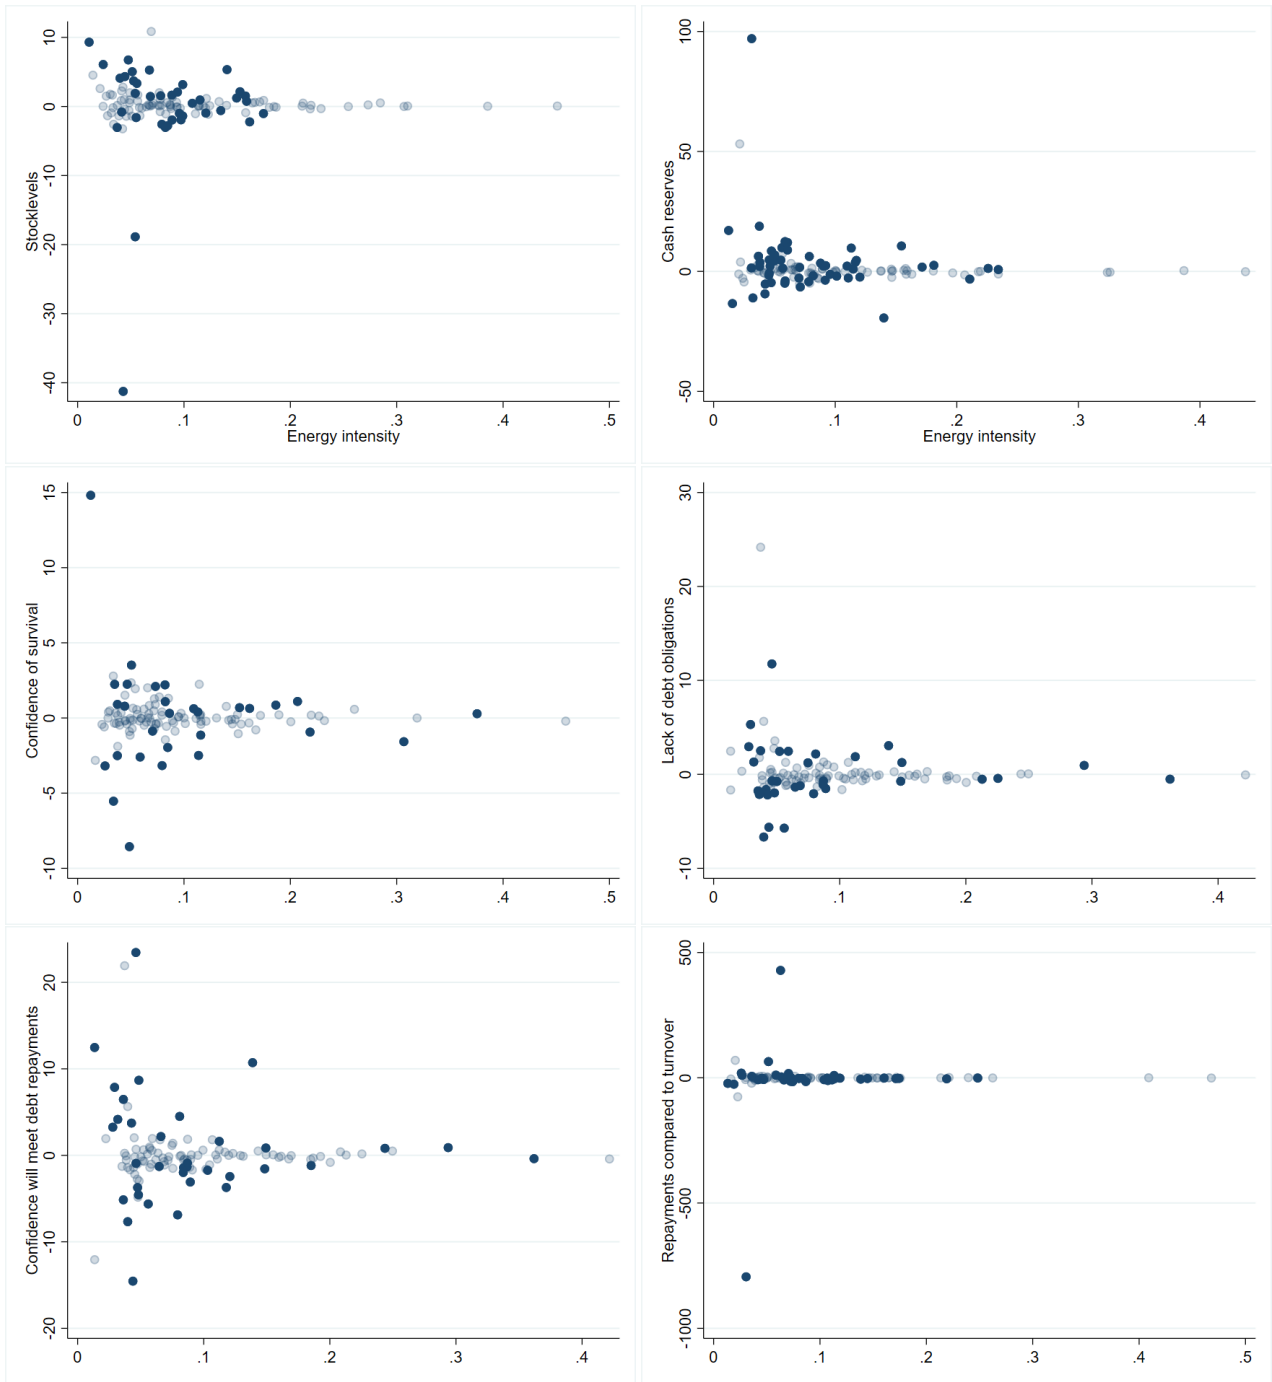 Stocklevels
10
0
-10
-20
-30
-40
0 .1 .2 .3 .4 .5
Energy intensity
Cash reserves
100
50
0
-50
0 .1 .2 .3 .4
Energy intensity
Confidence of survival
15
10
5
0
-5
-10
0 .1 .2 .3 .4 .5
Lack of debt obligations
30
20
10
0
-10
0 .1 .2 .3 .4
Confidence will meet debt repayments
20
10
0
-10
-20
0 .1 .2 .3 .4
Repayments compared to turnover
500
0
-500
-1000
0 .1 .2 .3 .4 .5